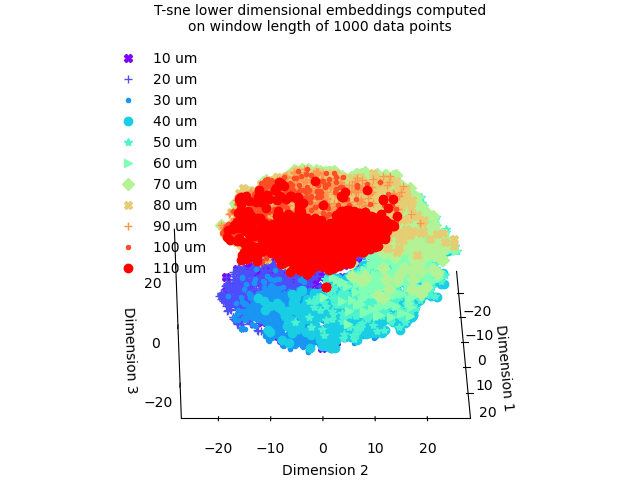 T-sne lower dimensional embeddings computed
on window length of 1000 data points
10 um
20 um
30 um
40 um
50 um
60 um
70 um
80 um
90 um
100 um
110 um
20
0
−20
Dimension 3
−20
−10
0
10
20
Dimension 1
−20
−10
0
10
20
Dimension 2